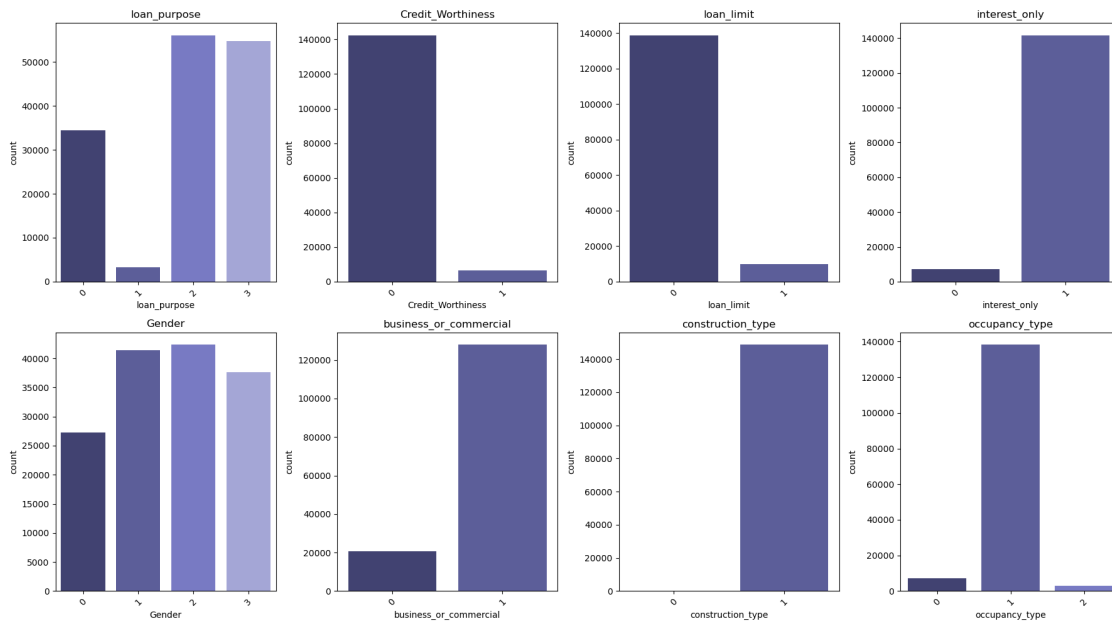 loan_purpose
count
60000
50000
40000
30000
20000
10000
0
0 1 2 3
loan_purpose
Credit_Worthiness
count
140000
120000
100000
80000
60000
40000
20000
0
0 1
Credit_Worthiness
loan_limit
count
140000
120000
100000
80000
60000
40000
20000
0
0 1
loan_limit
interest_only
count
140000
120000
100000
80000
60000
40000
20000
0
0 1
interest_only
Gender
count
40000
35000
30000
25000
20000
15000
10000
5000
0
0 1 2 3
Gender
business_or_commercial
count
120000
100000
80000
60000
40000
20000
0
0 1
business_or_commercial
construction_type
count
140000
120000
100000
80000
60000
40000
20000
0
0 1
construction_type
occupancy_type
count
140000
120000
100000
80000
60000
40000
20000
0
0 1 2
occupancy_type